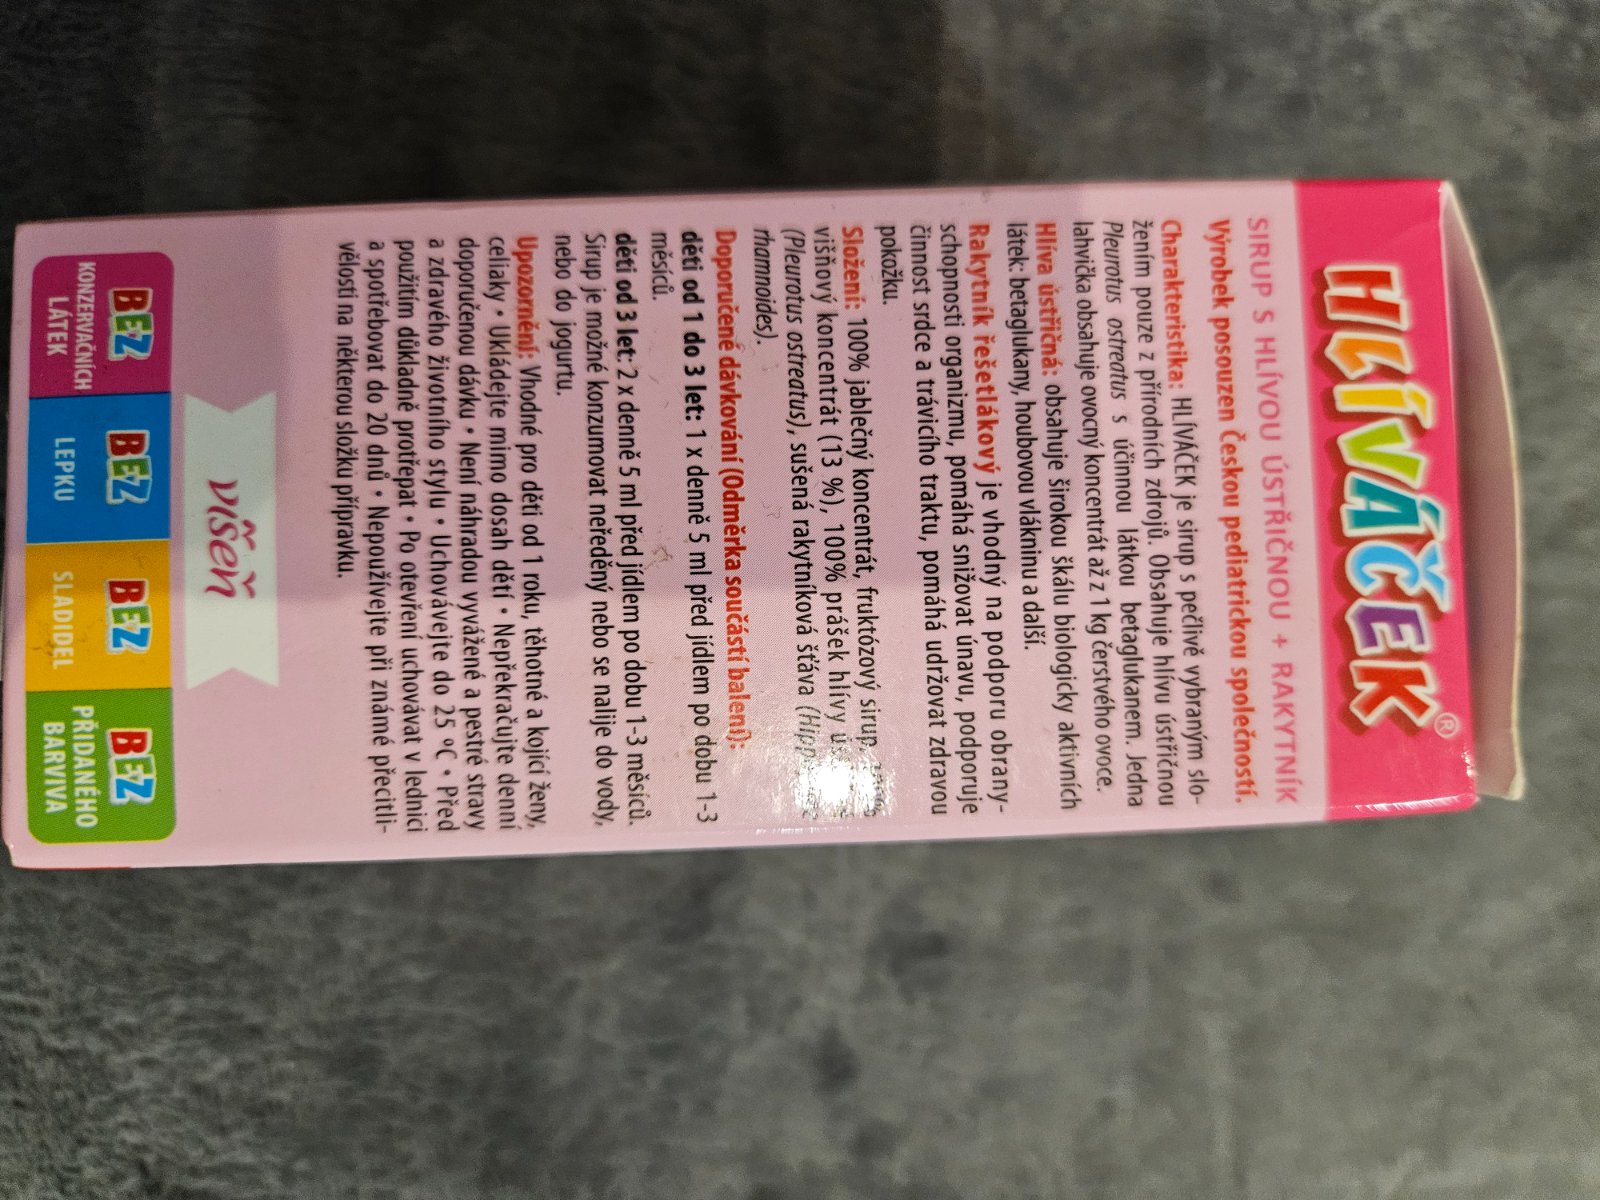 HLÍVÁČEK®
SIRUP S HLÍVOU ÚSTŘIČNOU + RAKYTNÍK
Výrobek posouzen Českou pediatrickou společností.
Charakteristika: HLÍVÁČEK je sirup s pečlivě vybraným slo-
žením pouze z přírodních zdrojů. Obsahuje hlívu ústřičnou
Pleurotus ostreatus s účinnou látkou betaglukanem. Jedna
lahvička obsahuje ovocný koncentrát až z 1 kg čerstvého ovoce.
Hlíva ústřičná: obsahuje širokou škálu biologicky aktivních
látek: betaglukany, houbovou vlákninu a další.
Rakytník řešetlákový je vhodný na podporu obrany-
schopnosti organizmu, pomáhá snižovat únavu, podporuje
činnost srdce a trávicího traktu, pomáhá udržovat zdravou
pokožku.
Složení: 100% jablečný koncentrát, fruktózový sirup,
višňový koncentrát (13 %), 100% prášek hlívy
(Pleurotus ostreatus), sušená rakytníková šťáva
rhamnoides).
Doporučené dávkování (Odměrka součástí balení):
děti od 1 do 3 let: 1 x denně 5 ml před jídlem po dobu 1-3
měsíců.
děti od 3 let: 2 x denně 5 ml před jídlem po dobu 1-3 měsíců.
Sirup je možné konzumovat neředěný nebo se nalije do vody,
nebo do jogurtu.
Upozornění: Vhodné pro děti od 1 roku, těhotné a kojící ženy,
celiaky • Ukládejte mimo dosah dětí • Nepřekračujte denní
doporučenou dávku • Není náhradou vyvážené a pestré stravy
a zdravého životního stylu • Uchovávejte do 25 °C • Před
použitím důkladně protřepat • Po otevření uchovávat v lednici
a spotřebovat do 20 dnů • Nepoužívejte při známé přecitli-
vělosti na některou složku přípravku.
višeň
BEZ
KONZERVAČNÍCH
LÁTEK
BEZ
LEPKU
BEZ
SLADIDEL
BEZ
PŘIDANÉHO
BARVIVA